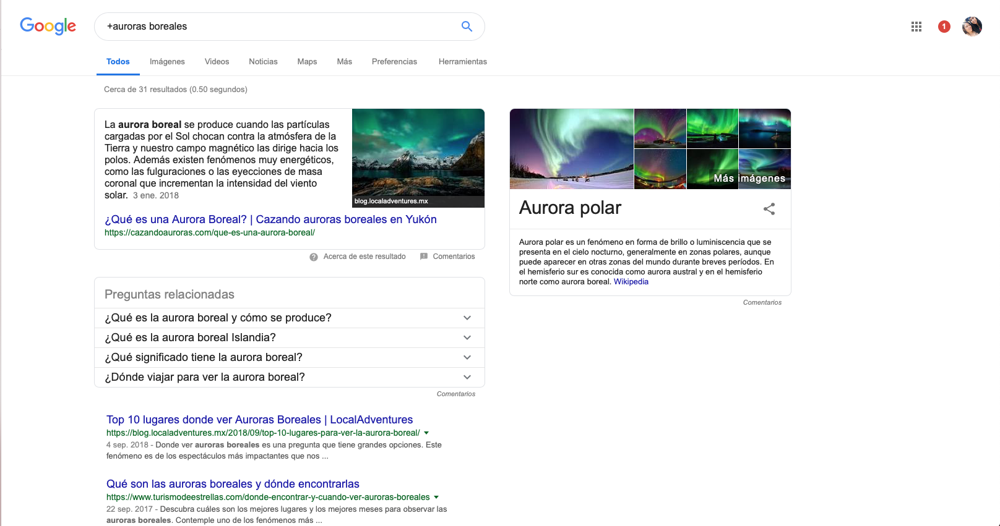 Google
+auroras boreales
1
Todos Imágenes Videos Noticias Maps Más Preferencias Herramientas
Cerca de 31 resultados (0.50 segundos)
La aurora boreal se produce cuando las partículas
cargadas por el Sol chocan contra la atmósfera de la
Tierra y nuestro campo magnético las dirige hacia los
polos. Además existen fenómenos muy energéticos,
como las fulguraciones o las eyecciones de masa
coronal que incrementan la intensidad del viento
solar. 3 ene. 2018
blog.localadventures.mx
¿Qué es una Aurora Boreal? | Cazando auroras boreales en Yukón
https://cazandoauroras.com/que-es-una-aurora-boreal/
Acerca de este resultado Comentarios
Preguntas relacionadas
¿Qué es la aurora boreal y cómo se produce?
¿Qué es la aurora boreal Islandia?
¿Qué significado tiene la aurora boreal?
¿Dónde viajar para ver la aurora boreal?
Comentarios
Top 10 lugares donde ver Auroras Boreales | LocalAdventures
https://blog.localadventures.mx/2018/09/top-10-lugares-para-ver-la-aurora-boreal/
4 sep. 2018 - Donde ver auroras boreales es una pregunta que tiene grandes opciones. Este
fenómeno es de los espectáculos más impactantes que nos ...
Qué son las auroras boreales y dónde encontrarlas
https://www.turismodeestrellas.com/donde-encontrar-y-cuando-ver-auroras-boreales
22 sep. 2017 - Descubra cuáles son los mejores lugares y los mejores meses para observar las
auroras boreales. Contemple uno de los fenómenos más ...
Más imágenes
Aurora polar
Aurora polar es un fenómeno en forma de brillo o luminiscencia que se
presenta en el cielo nocturno, generalmente en zonas polares, aunque
puede aparecer en otras zonas del mundo durante breves períodos. En
el hemisferio sur es conocida como aurora austral y en el hemisferio
norte como aurora boreal. Wikipedia
Comentarios